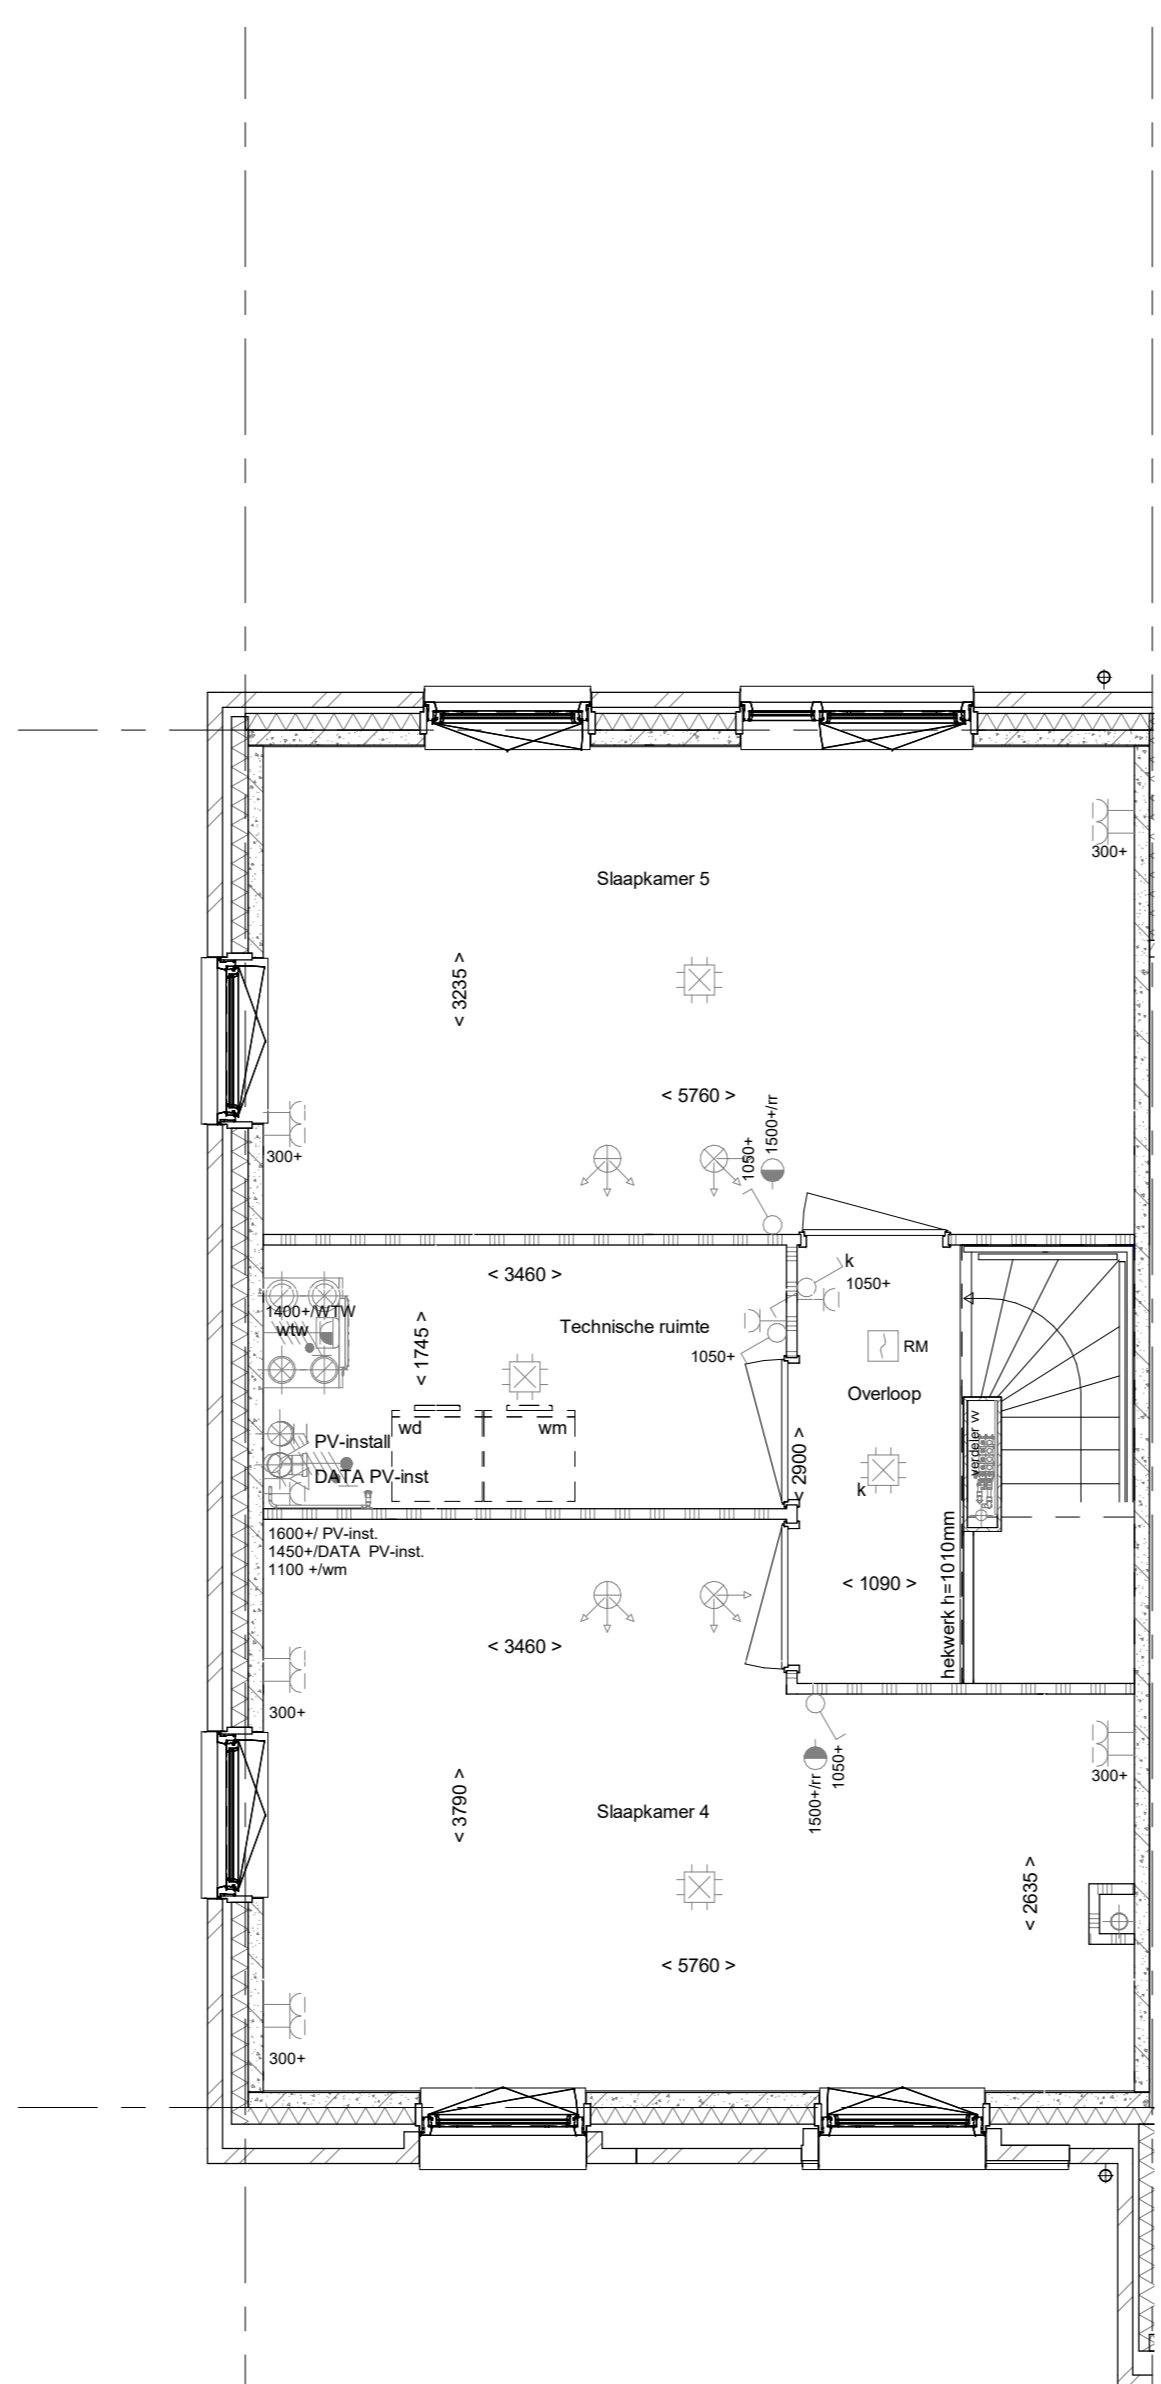 300+
Slaapkamer 5
< 3235 >
< 5760 >
1500+/rr
1050+
300+
< 3460 >
k
1050+
1400+/WTW
wtw
< 1745 >
Technische ruimte
1050+
RM
Overloop
wd
wm
PV-install
DATA PV-inst
< 2900 >
k
verdeler vv
1600+/ PV-inst.
1450+/DATA PV-inst.
1100 +/wm
< 1090 >
hekwerk h=1010mm
< 3460 >
300+
1500+/rr
1050+
300+
< 3790 >
Slaapkamer 4
< 2635 >
< 5760 >
300+